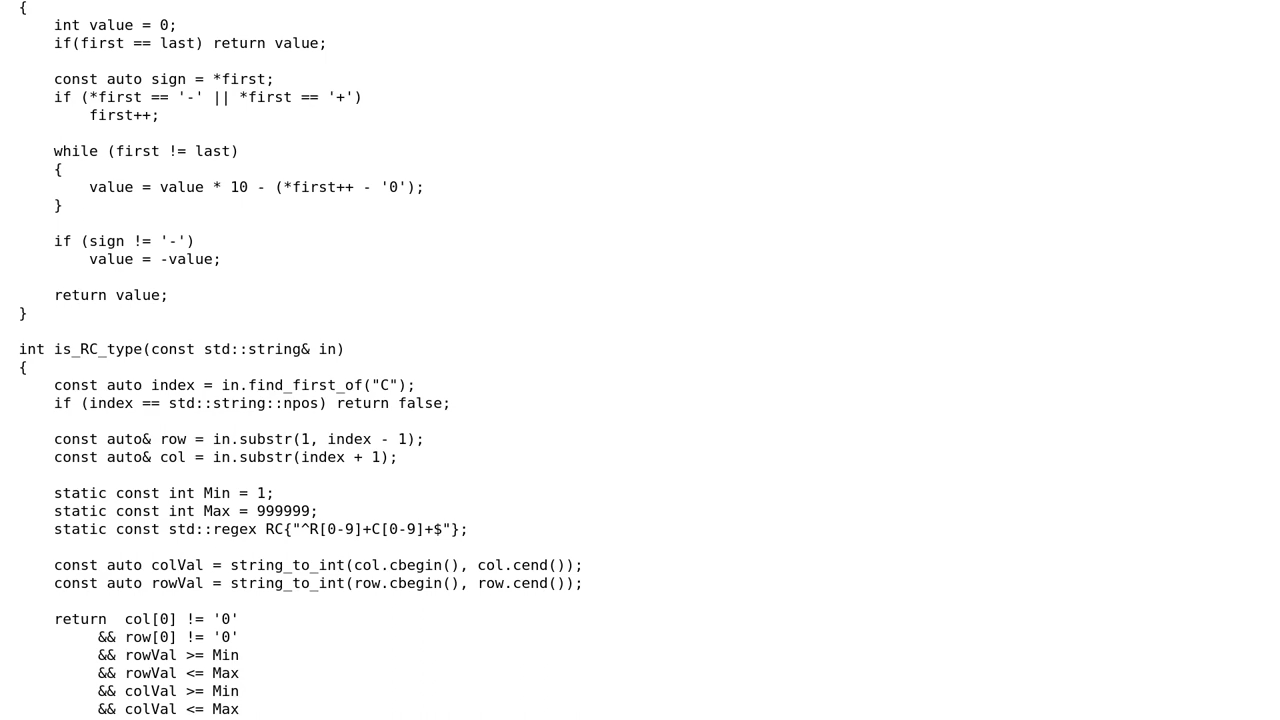 {
    int value = 0;
    if(first == last) return value;

    const auto sign = *first;
    if (*first == '-' || *first == '+')
        first++;

    while (first != last)
    {
        value = value * 10 - (*first++ - '0');
    }

    if (sign != '-')
        value = -value;

    return value;
}

int is_RC_type(const std::string& in)
{
    const auto index = in.find_first_of("C");
    if (index == std::string::npos) return false;

    const auto& row = in.substr(1, index - 1);
    const auto& col = in.substr(index + 1);

    static const int Min = 1;
    static const int Max = 999999;
    static const std::regex RC{"^R[0-9]+C[0-9]+$"};

    const auto colVal = string_to_int(col.cbegin(), col.cend());
    const auto rowVal = string_to_int(row.cbegin(), row.cend());

    return  col[0] != '0'
         && row[0] != '0'
         && rowVal >= Min
         && rowVal <= Max
         && colVal >= Min
         && colVal <= Max